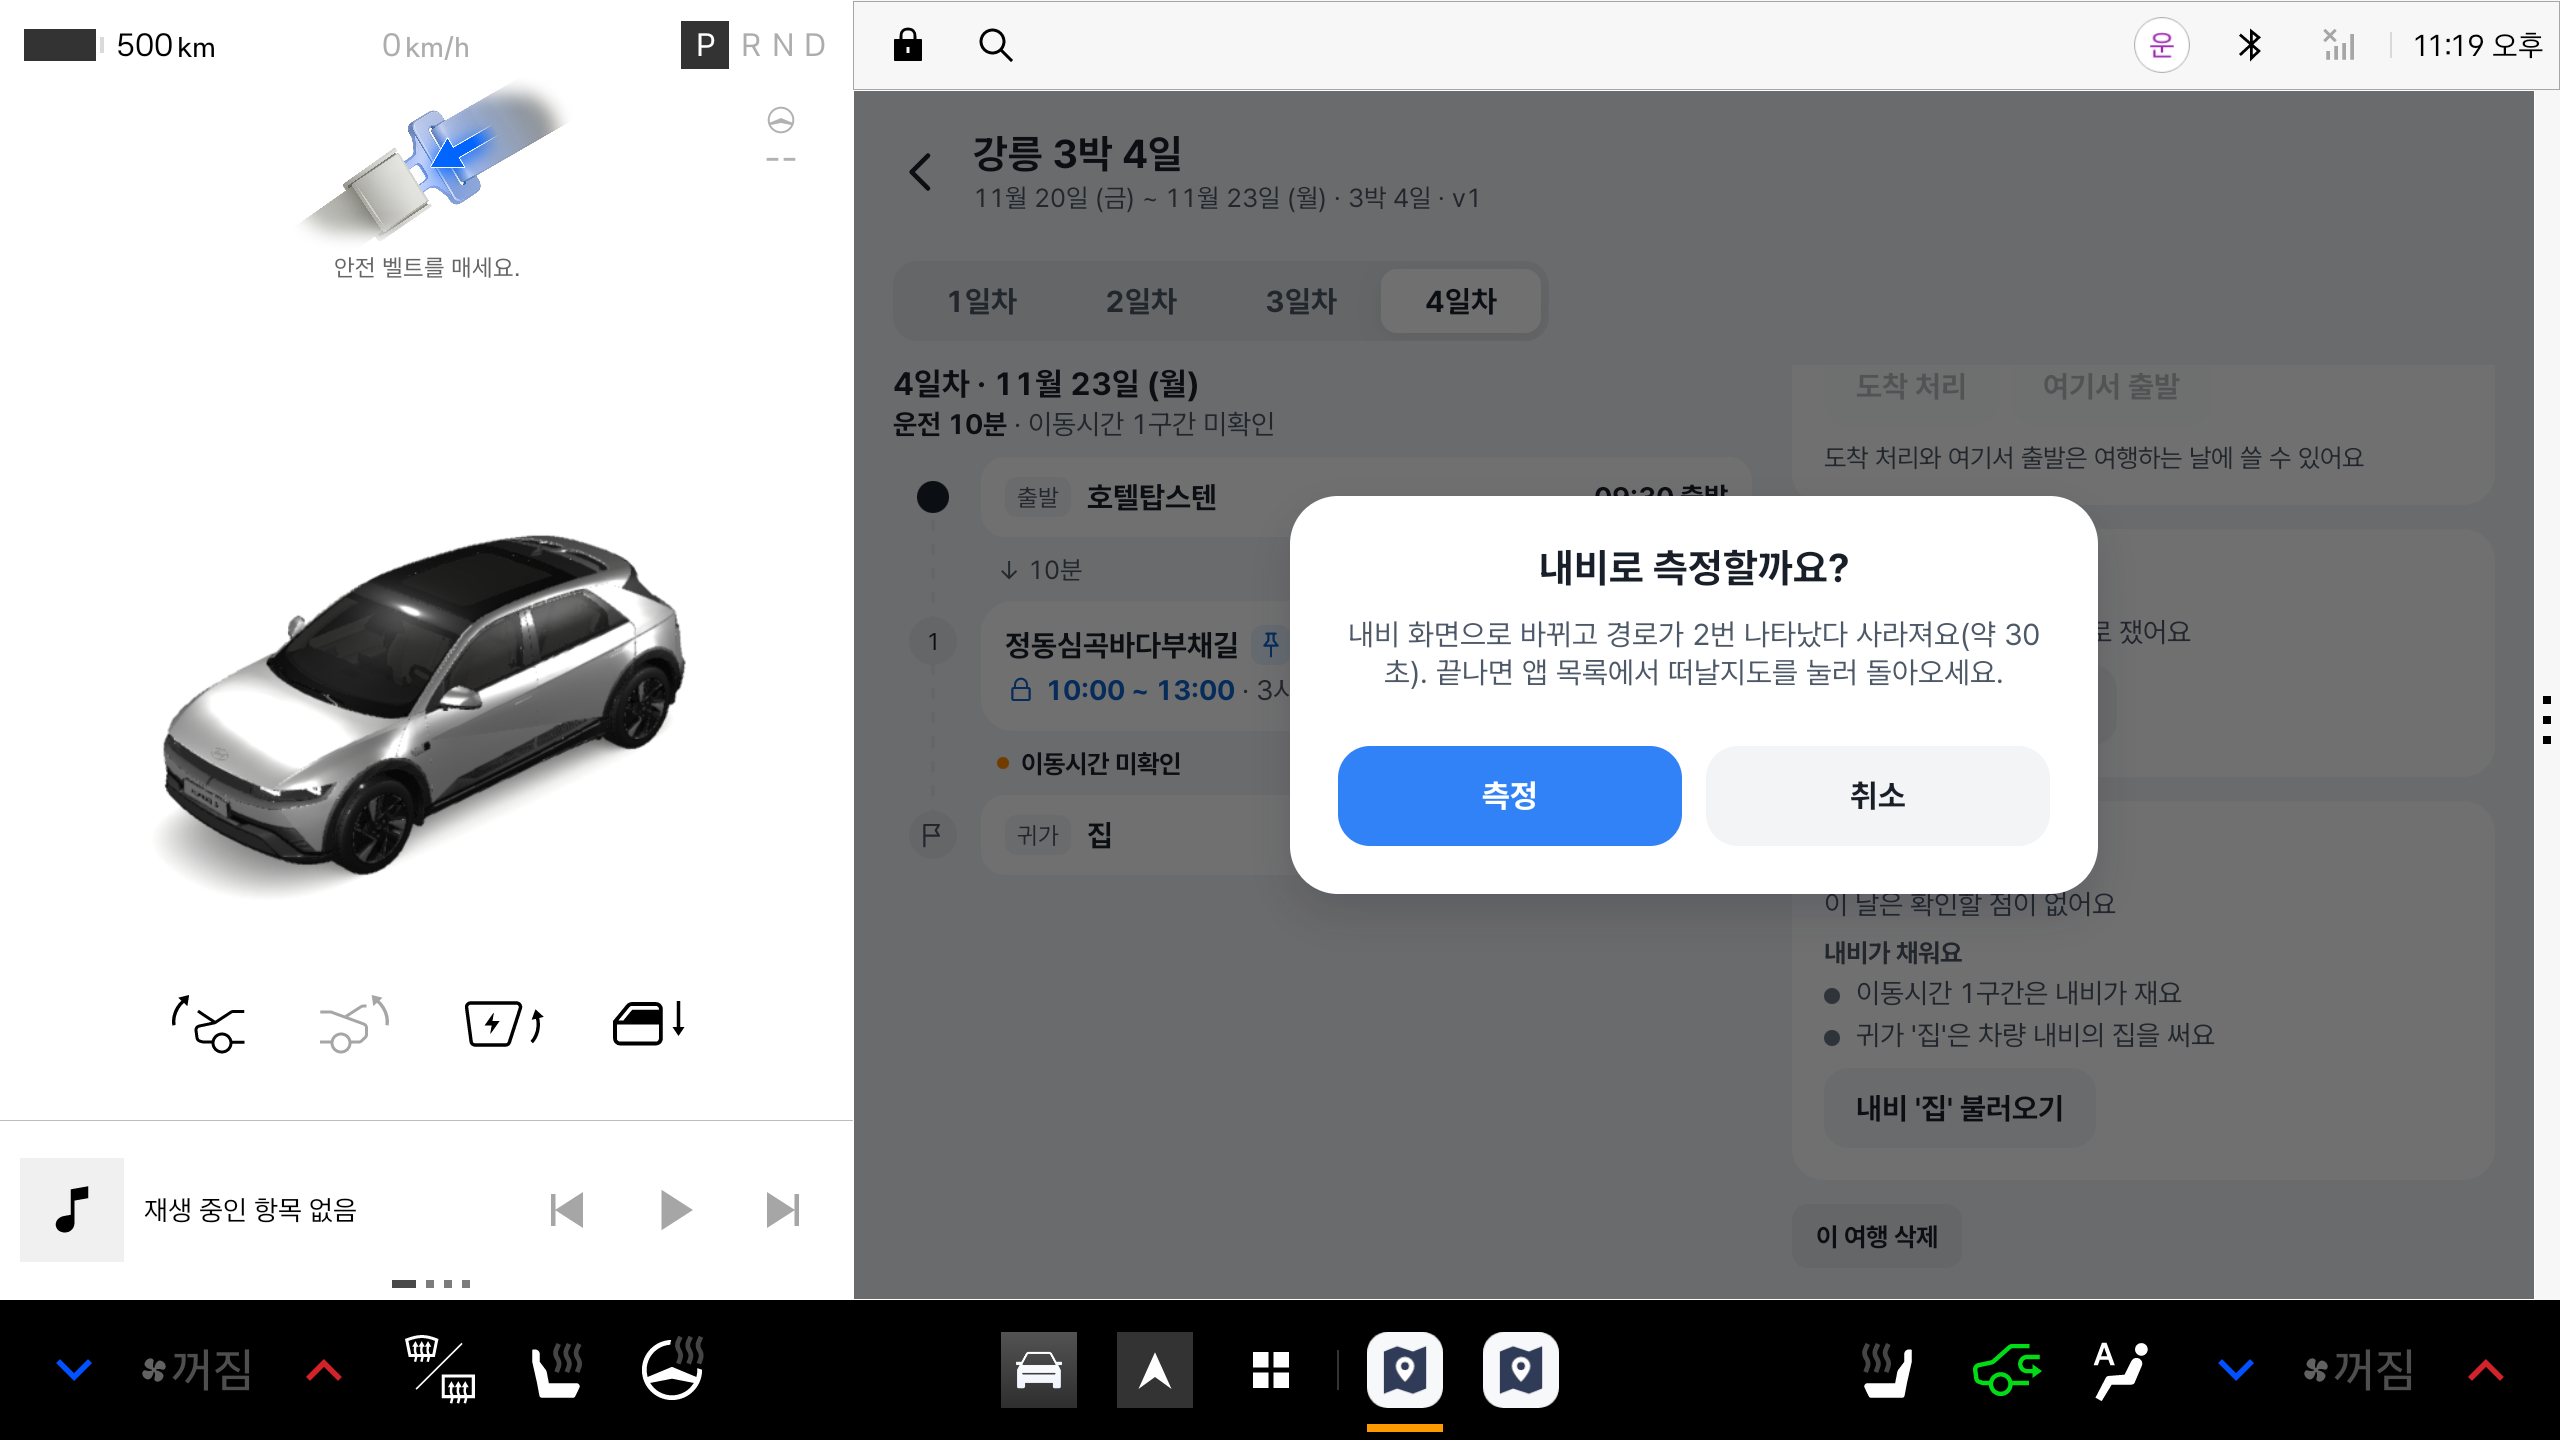 500 km
0 km/h
P R N D
안전 벨트를 매세요.
재생 중인 항목 없음
운
11:19 오후
강릉 3박 4일
11월 20일 (금) ~ 11월 23일 (월) · 3박 4일 · v1
1일차
2일차
3일차
4일차
4일차 · 11월 23일 (월)
운전 10분 · 이동시간 1구간 미확인
출발 호텔탑스텐 09:30 출발
↓ 10분
1
정동심곡바다부채길
10:00 ~ 13:00 · 3시
이동시간 미확인
귀가 집
도착 처리
여기서 출발
도착 처리와 여기서 출발은 여행하는 날에 쓸 수 있어요
로 쟀어요
내비로 측정할까요?
내비 화면으로 바뀌고 경로가 2번 나타났다 사라져요(약 30
초). 끝나면 앱 목록에서 떠날지도를 눌러 돌아오세요.
측정
취소
이 날은 확인할 점이 없어요
내비가 채워요
이동시간 1구간은 내비가 재요
귀가 '집'은 차량 내비의 집을 써요
내비 '집' 불러오기
이 여행 삭제
꺼짐
A
꺼짐